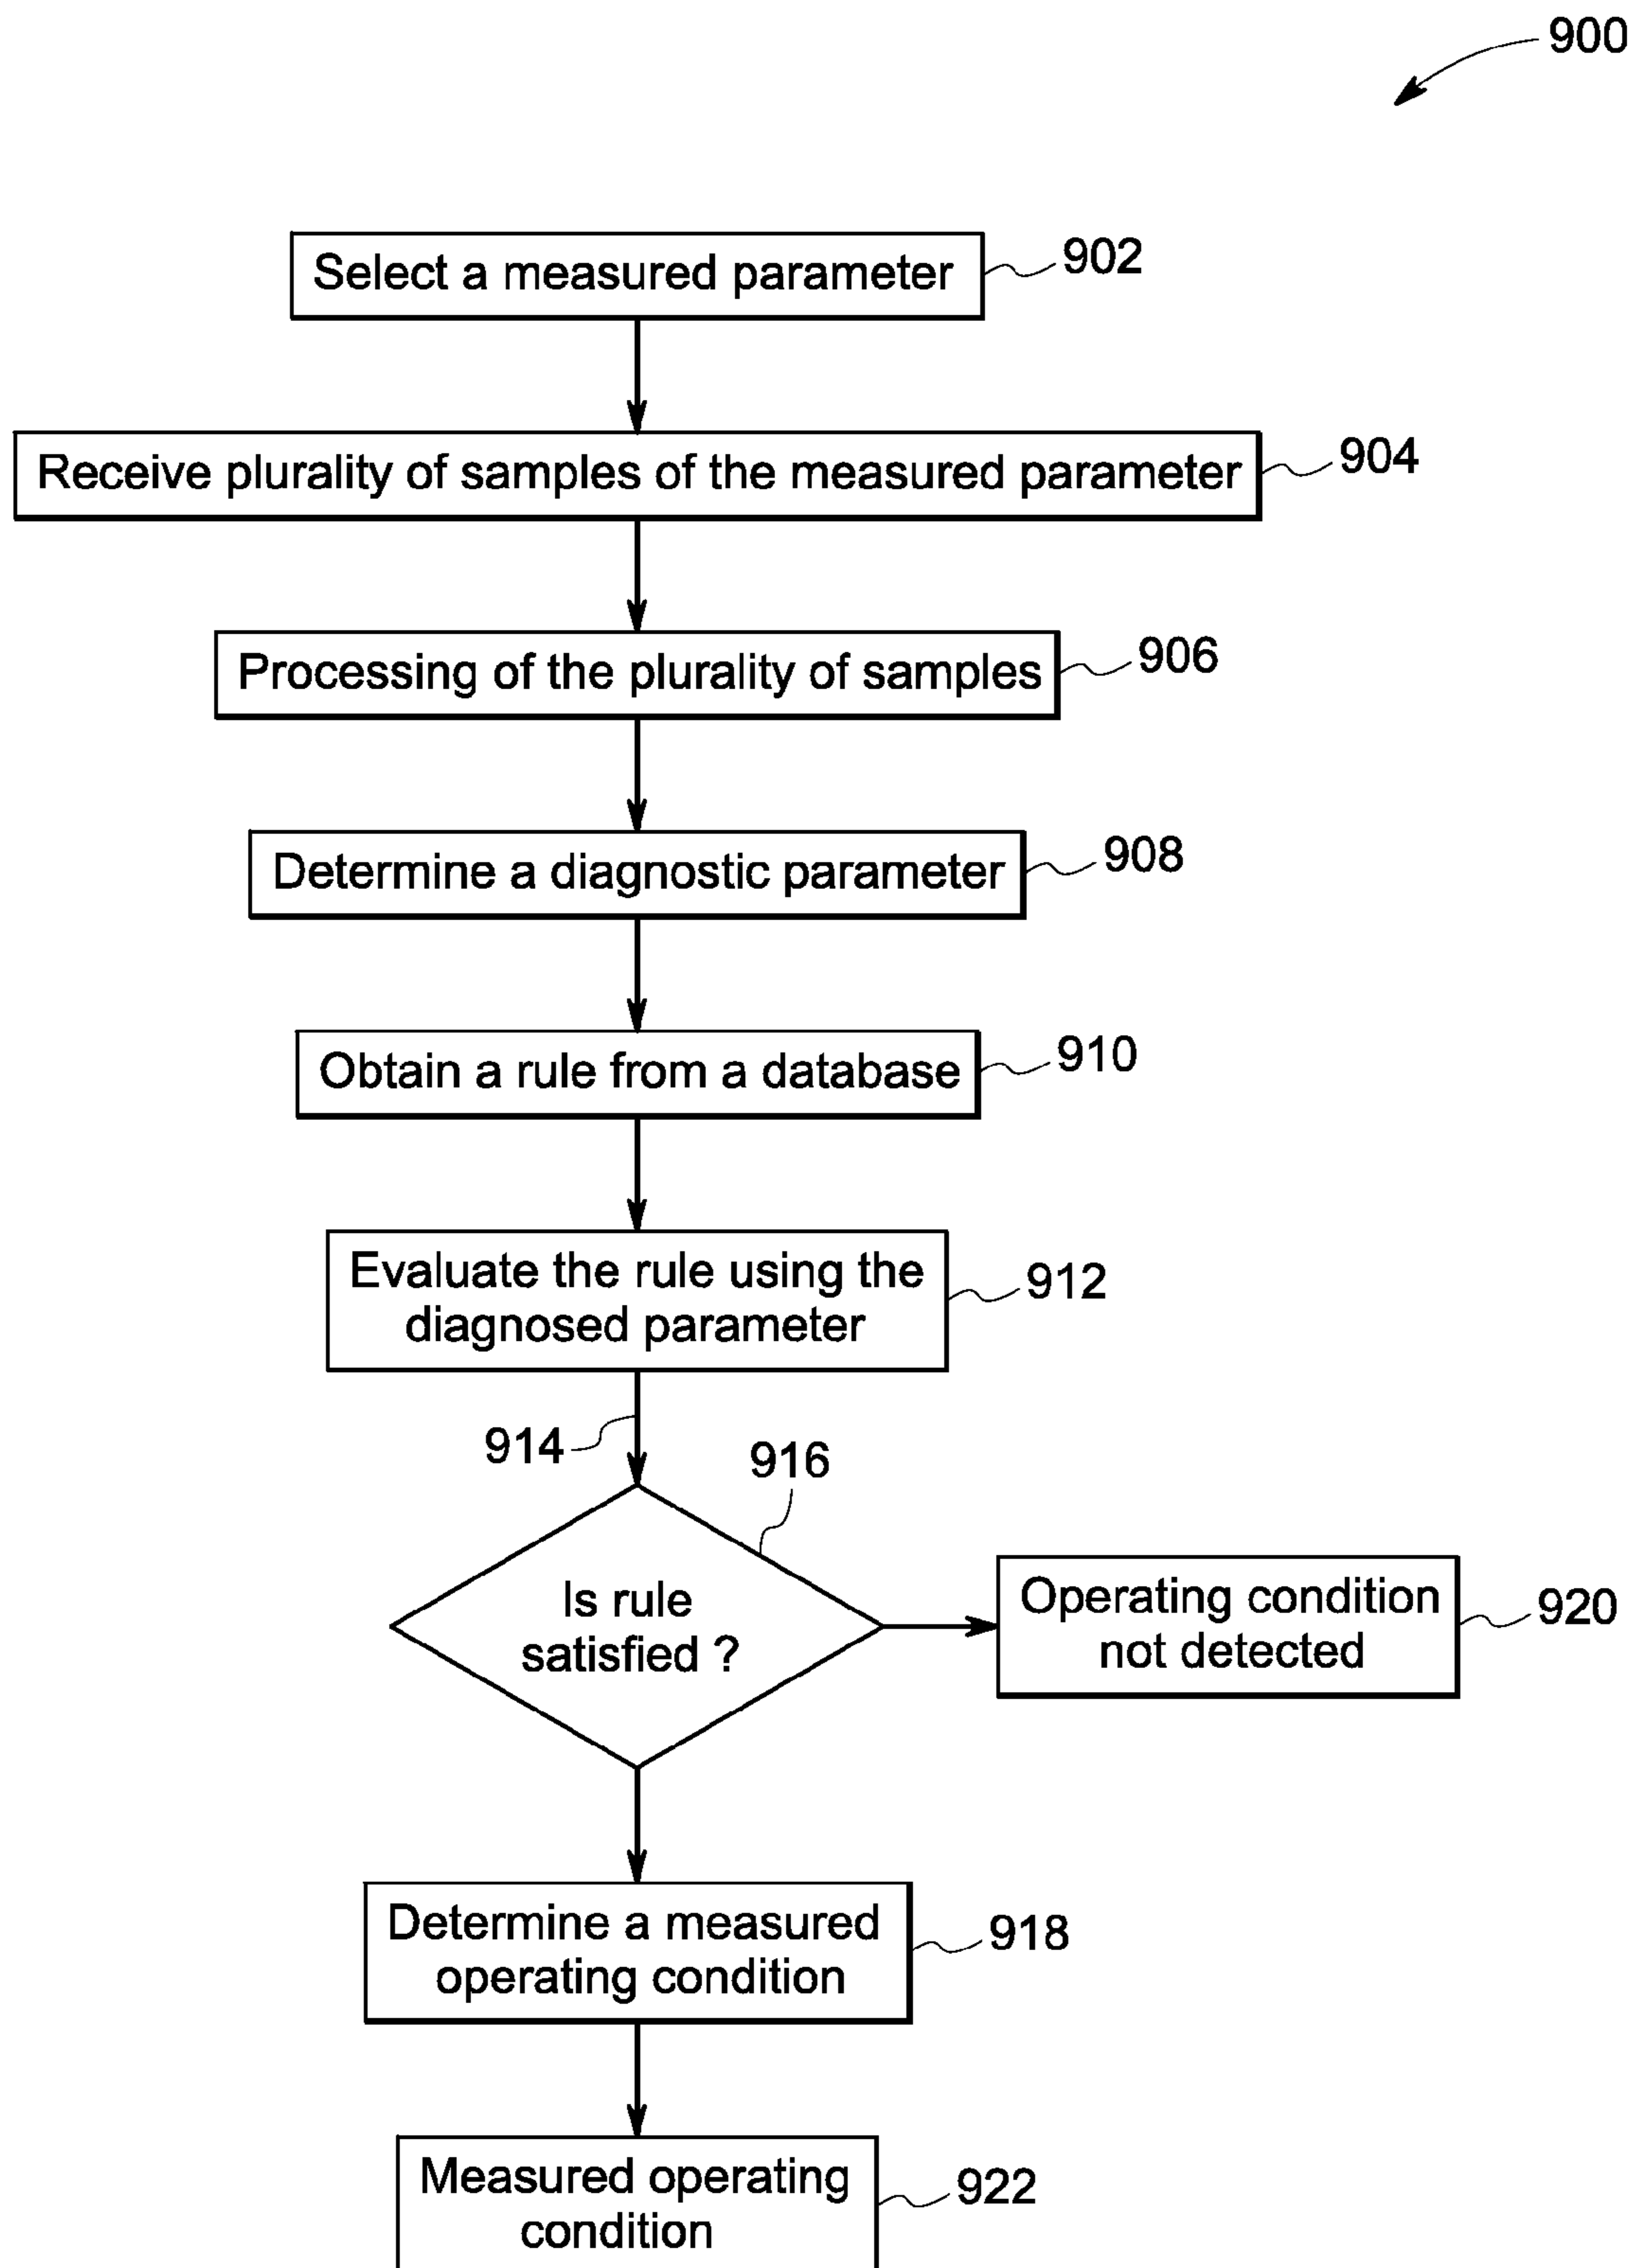 900
Select a measured parameter
902
Receive plurality of samples of the measured parameter
904
Processing of the plurality of samples
906
Determine a diagnostic parameter
908
Obtain a rule from a database
910
Evaluate the rule using the
diagnosed parameter
912
914
916
Is rule
satisfied ?
Operating condition
not detected
920
Determine a measured
operating condition
918
Measured operating
condition
922